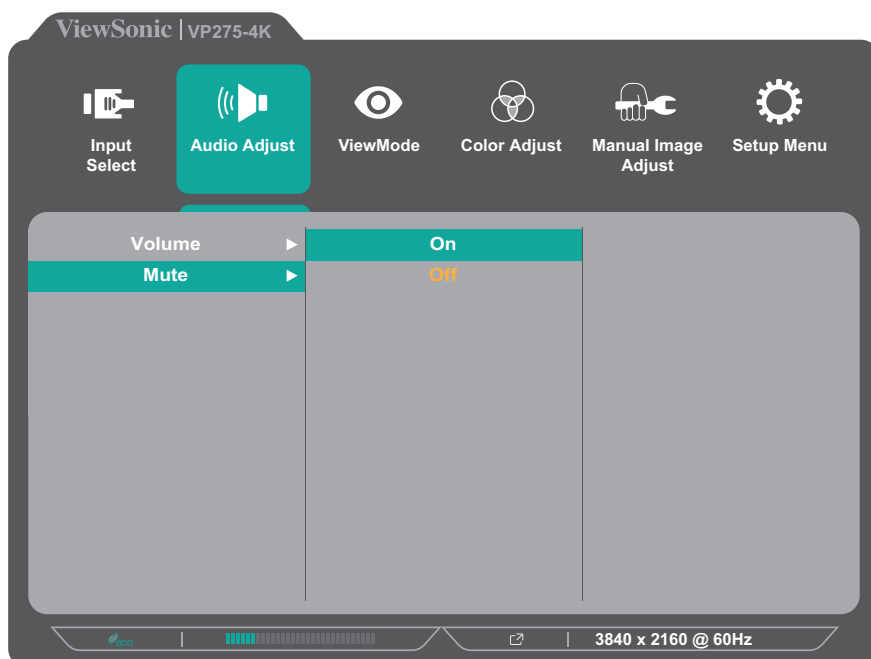 ViewSonic | VP275-4K
Input
Select
Audio Adjust
ViewMode
Color Adjust
Manual Image
Adjust
Setup Menu
Volume
On
Mute
Off
eco
3840 x 2160 @ 60Hz